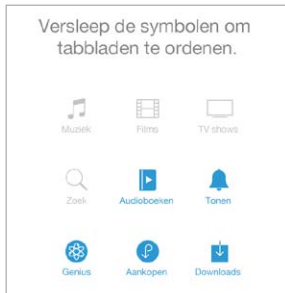 Versleep de symbolen om
tabbladen te ordenen.
Muziek Films TV shows
Zoek Audioboeken Tonen
Genius Aankopen Downloads